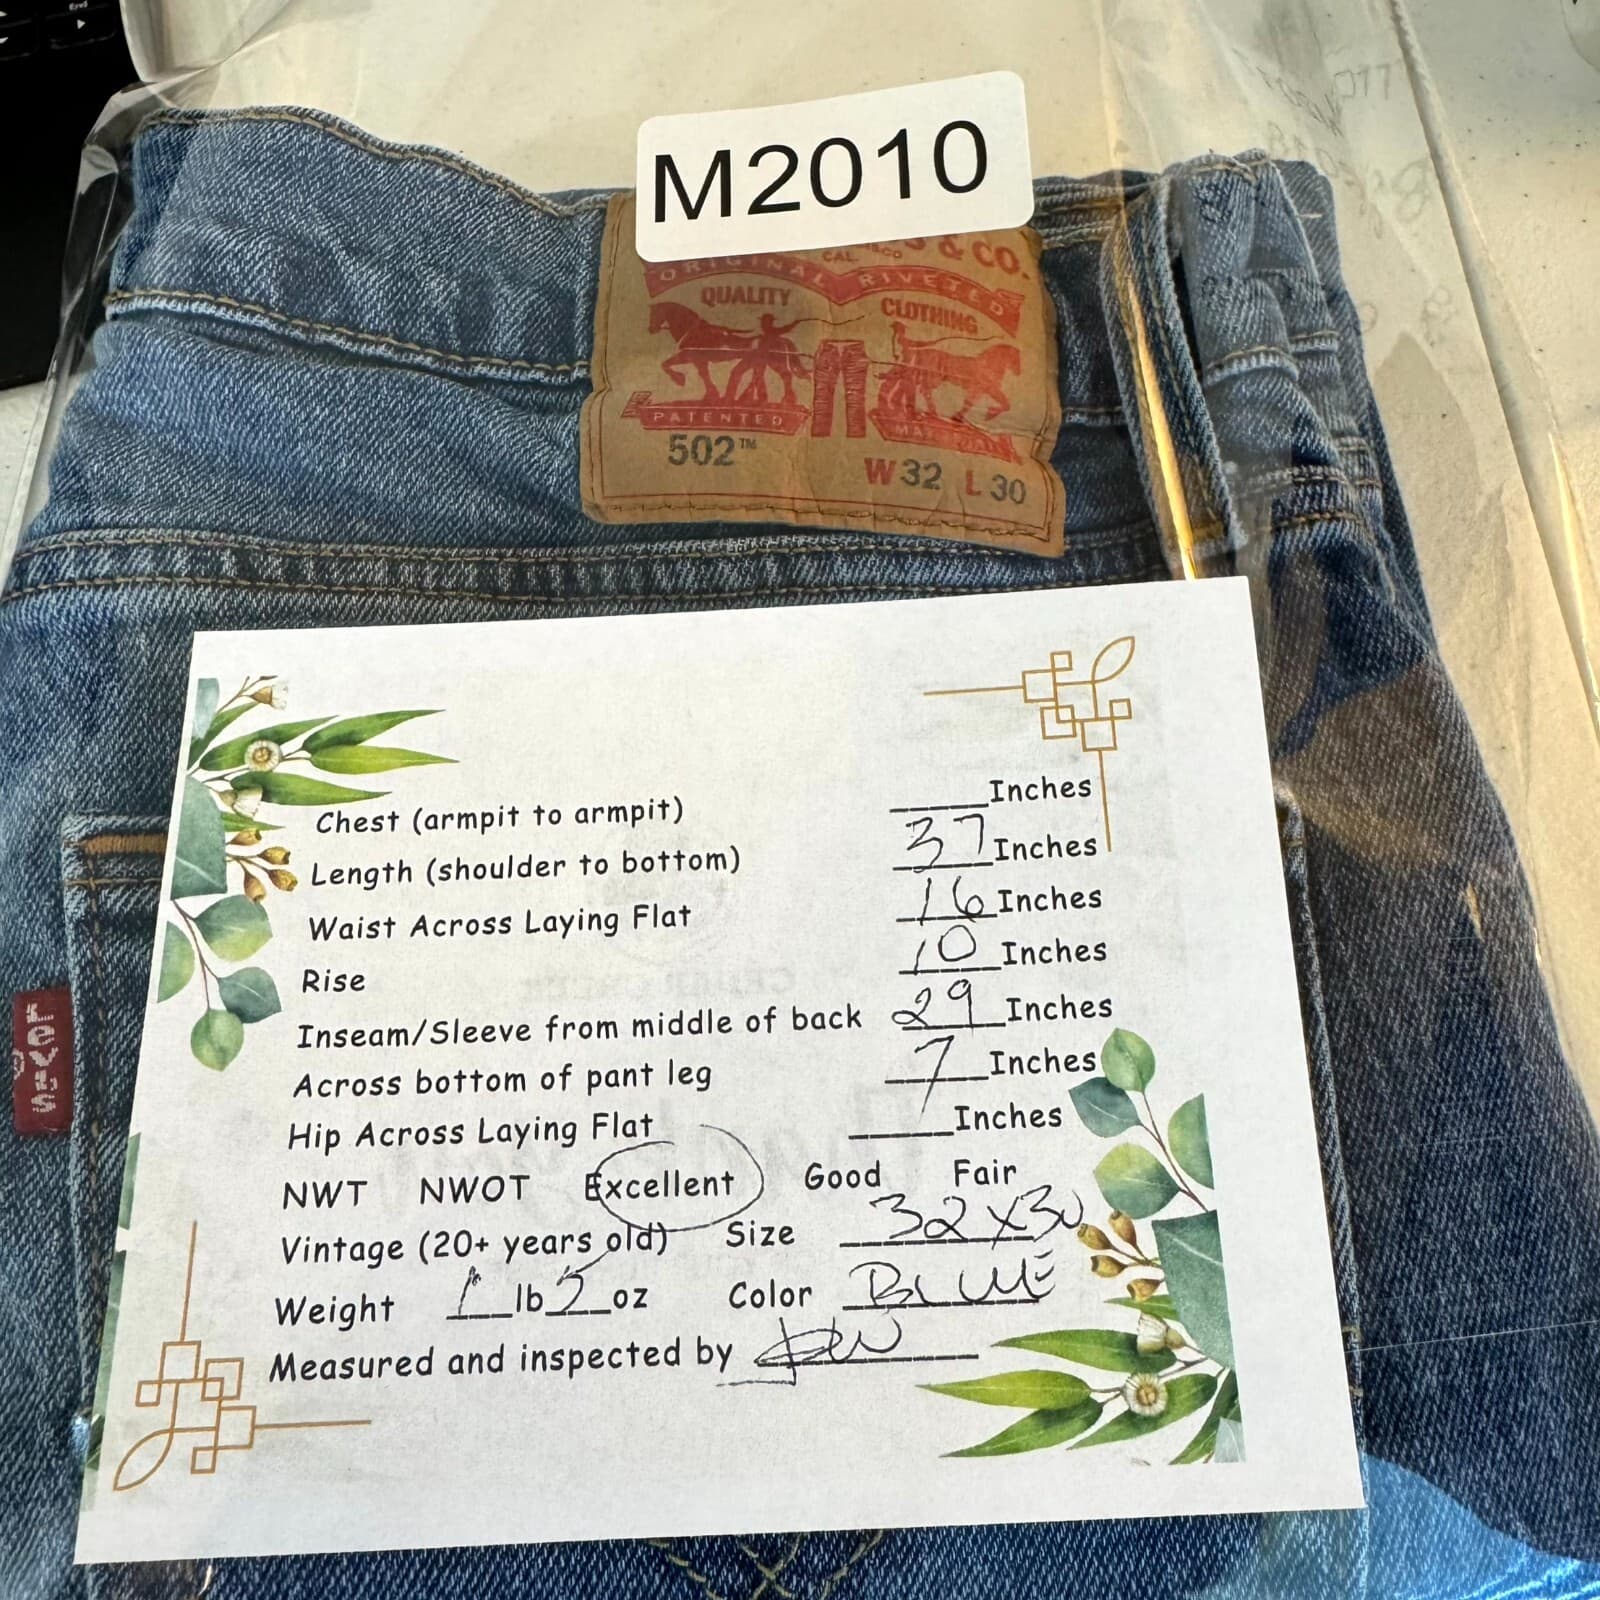 M2010
S & CO.
CAL.
ORIGINAL RIVETED
QUALITY CLOTHING
PATENTED
502™
W 32 L 30
Levi's
Chest (armpit to armpit) _____Inches
Length (shoulder to bottom) 37 Inches
Waist Across Laying Flat 16 Inches
Rise 10 Inches
Inseam/Sleeve from middle of back 29 Inches
Across bottom of pant leg 7 Inches
Hip Across Laying Flat _____Inches
NWT NWOT Excellent Good Fair
Vintage (20+ years old) Size 32x30
Weight 1 lb oz Color BLUE
Measured and inspected by